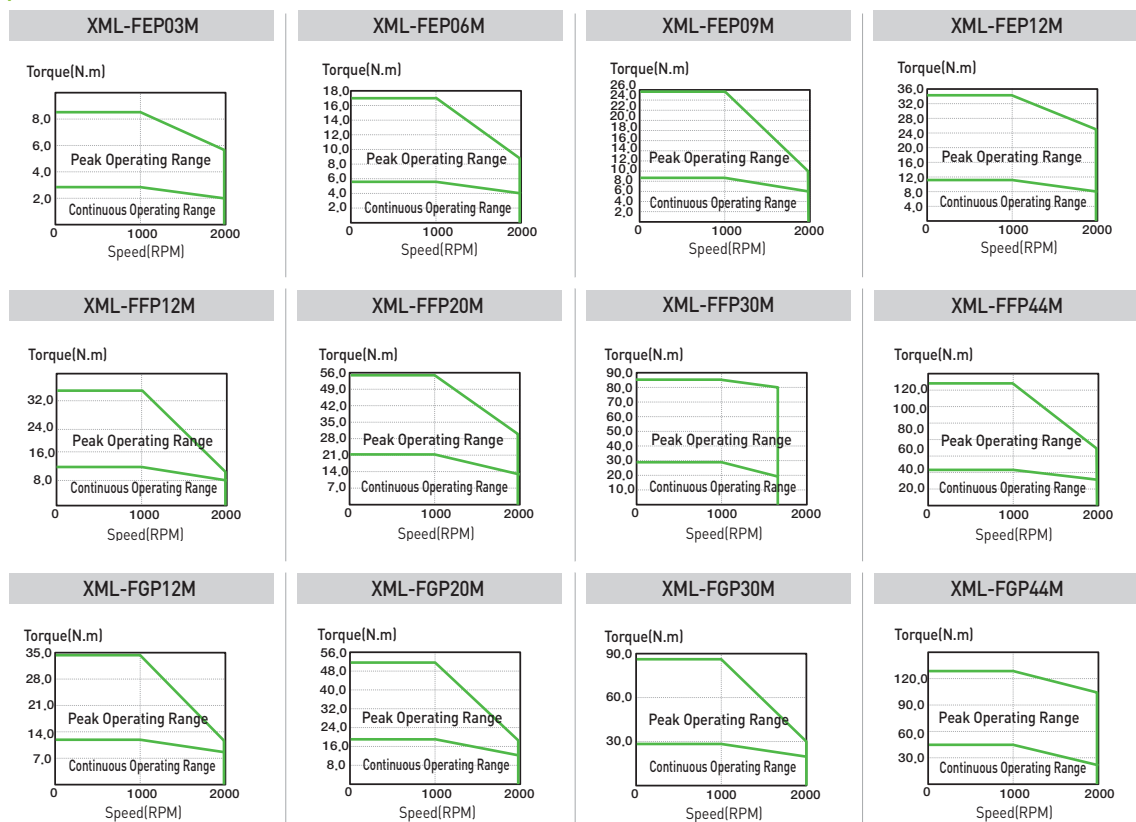 XML-FEP03M
Torque(N.m)
8,0
6,0
4,0
2,0
Peak Operating Range
Continuous Operating Range
0 1000 2000
Speed(RPM)
XML-FEP06M
Torque(N.m)
18,0
16,0
14,0
12,0
10,0
8,0
6,0
4,0
2,0
Peak Operating Range
Continuous Operating Range
0 1000 2000
Speed(RPM)
XML-FEP09M
Torque(N.m)
26,0
24,0
22,0
20,0
18,0
16,0
14,0
12,0
10,0
8,0
6,0
4,0
2,0
Peak Operating Range
Continuous Operating Range
0 1000 2000
Speed(RPM)
XML-FEP12M
Torque(N.m)
36,0
32,0
28,0
24,0
20,0
16,0
12,0
8,0
4,0
Peak Operating Range
Continuous Operating Range
0 1000 2000
Speed(RPM)
XML-FFP12M
Torque(N.m)
32,0
24,0
16,0
8,0
Peak Operating Range
Continuous Operating Range
0 1000 2000
Speed(RPM)
XML-FFP20M
Torque(N.m)
56,0
49,0
42,0
35,0
28,0
21,0
14,0
7,0
Peak Operating Range
Continuous Operating Range
0 1000 2000
Speed(RPM)
XML-FFP30M
Torque(N.m)
90,0
80,0
70,0
60,0
50,0
40,0
30,0
20,0
10,0
Peak Operating Range
Continuous Operating Range
0 1000 2000
Speed(RPM)
XML-FFP44M
Torque(N.m)
120,0
100,0
80,0
60,0
40,0
20,0
Peak Operating Range
Continuous Operating Range
0 1000 2000
Speed(RPM)
XML-FGP12M
Torque(N.m)
35,0
28,0
21,0
14,0
7,0
Peak Operating Range
Continuous Operating Range
0 1000 2000
Speed(RPM)
XML-FGP20M
Torque(N.m)
56,0
48,0
40,0
32,0
24,0
16,0
8,0
Peak Operating Range
Continuous Operating Range
0 1000 2000
Speed(RPM)
XML-FGP30M
Torque(N.m)
90,0
60,0
30,0
Peak Operating Range
Continuous Operating Range
0 1000 2000
Speed(RPM)
XML-FGP44M
Torque(N.m)
120,0
90,0
60,0
30,0
Peak Operating Range
Continuous Operating Range
0 1000 2000
Speed(RPM)